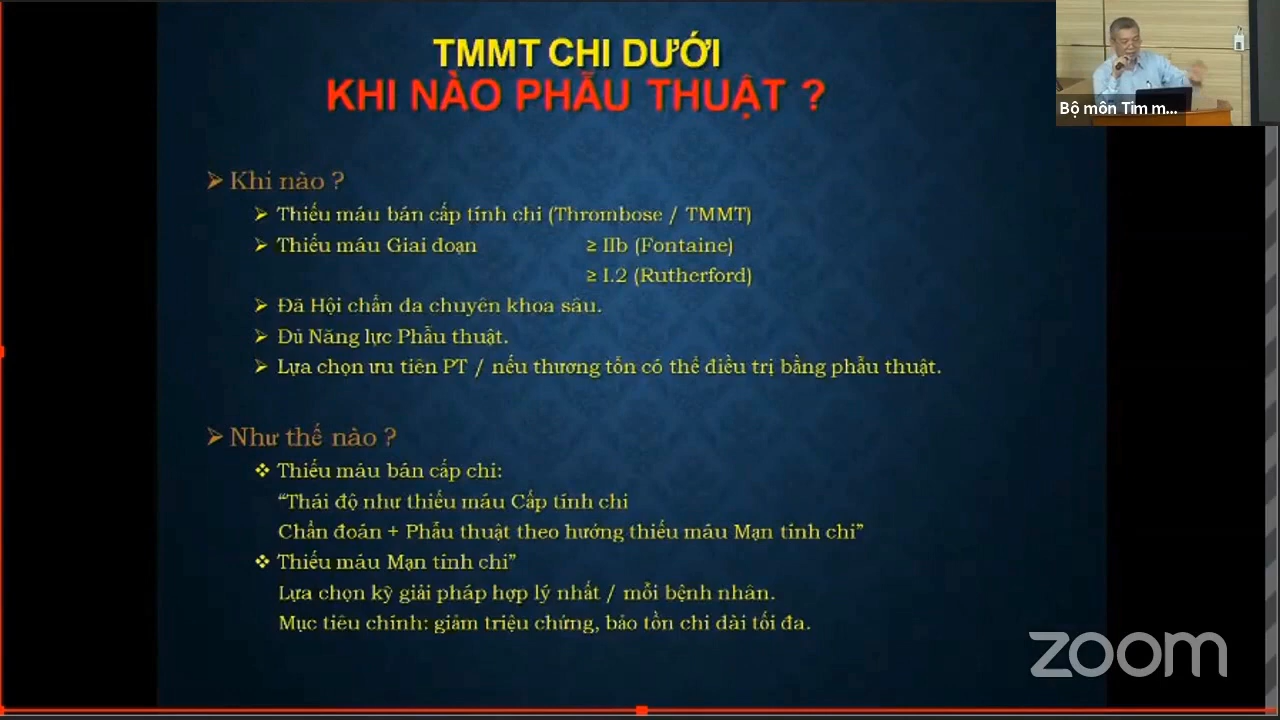 TMMT CHI DƯỚI
KHI NÀO PHẪU THUẬT ?
Bộ môn Tim m...
Khi nào ?
Thiếu máu bán cấp tính chi (Thrombose / TMMT)
Thiếu máu Giai đoạn ≥ IIb (Fontaine)
≥ I.2 (Rutherford)
Đã Hội chẩn đa chuyên khoa sâu.
Đủ Năng lực Phẫu thuật.
Lựa chọn ưu tiên PT / nếu thương tổn có thể điều trị bằng phẫu thuật.
Như thế nào ?
Thiếu máu bán cấp chi:
“Thái độ như thiếu máu Cấp tính chi
Chẩn đoán + Phẫu thuật theo hướng thiếu máu Mạn tính chi”
Thiếu máu Mạn tính chi”
Lựa chọn kỹ giải pháp hợp lý nhất / mỗi bệnh nhân.
Mục tiêu chính: giảm triệu chứng, bảo tồn chi dài tối đa.
zoom